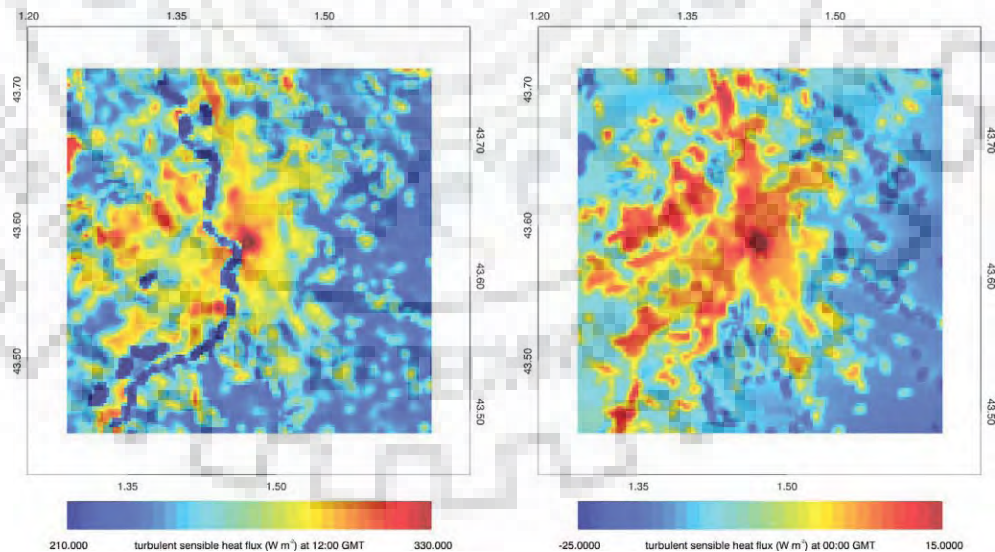 1.20 1.35 1.50 1.20 1.35 1.50
43.70 43.70 43.70 43.70
43.60 43.60 43.60 43.60
43.50 43.50 43.50 43.50
1.35 1.50 1.35 1.50
210.000 turbulent sensible heat flux (W m²) at 12:00 GMT 330.000
-25.0000 turbulent sensible heat flux (W m²) at 00:00 GMT 15.0000